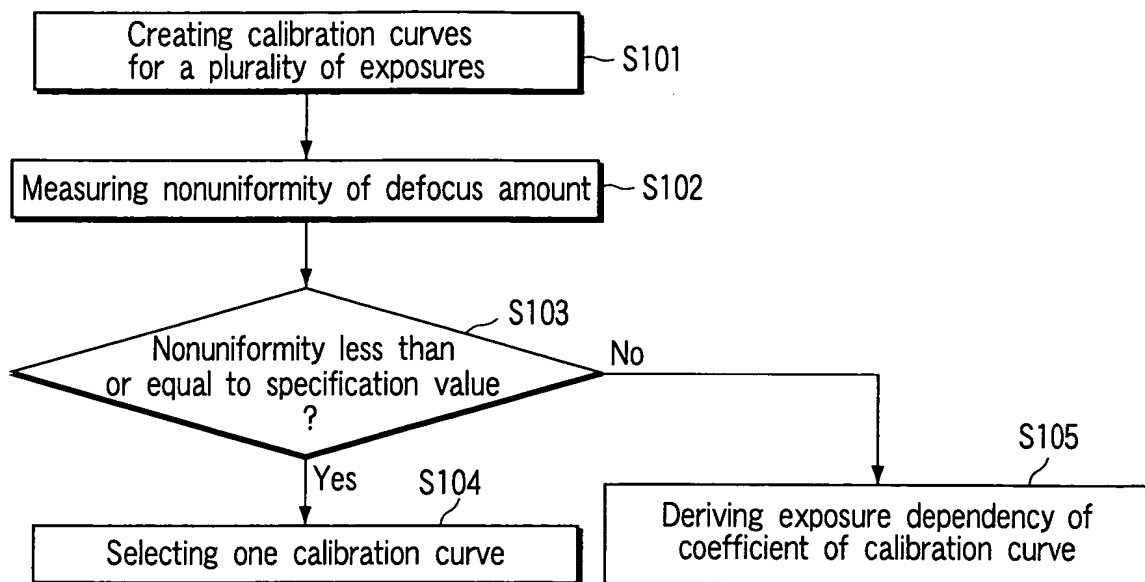 Creating calibration curves
for a plurality of exposures
S101
Measuring nonuniformity of defocus amount
S102
S103
Nonuniformity less than
or equal to specification value
?
No
Yes
S104
Selecting one calibration curve
S105
Deriving exposure dependency of
coefficient of calibration curve